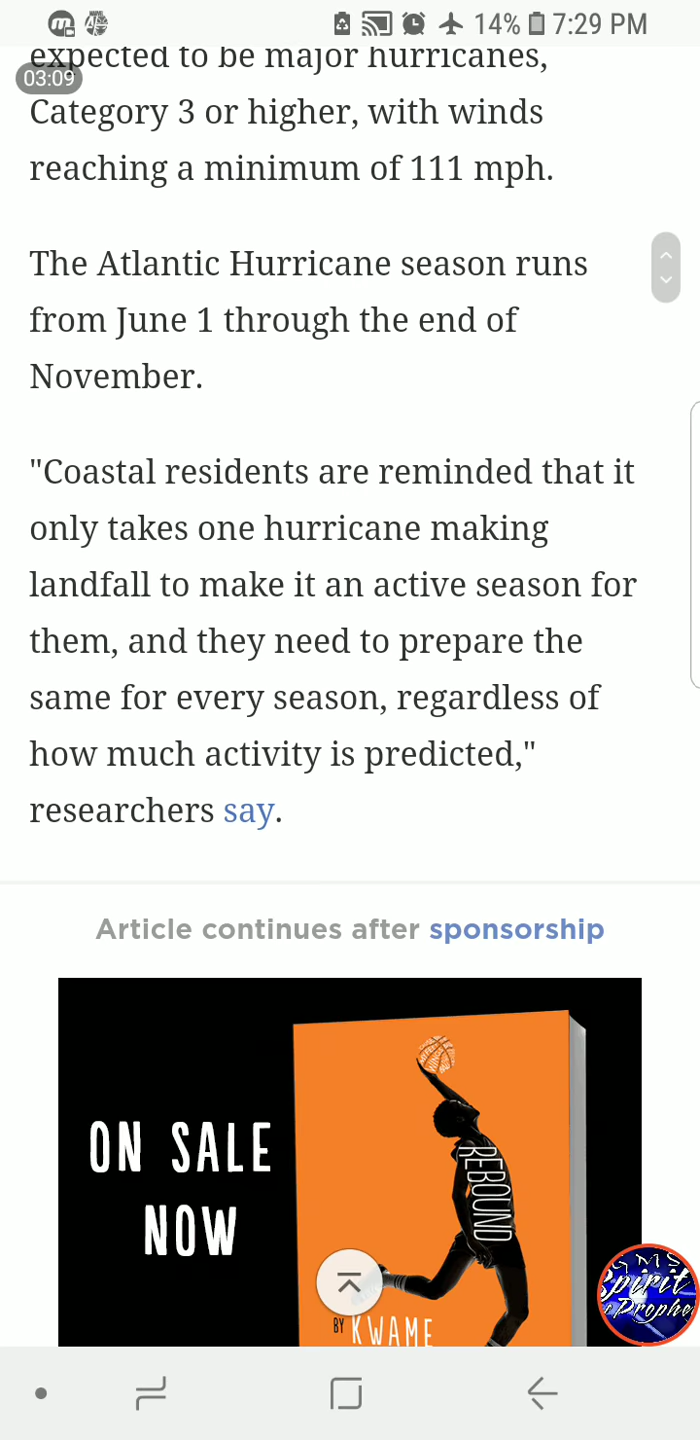 14% 7:29 PM
expected to be major hurricanes,
03:09
Category 3 or higher, with winds
reaching a minimum of 111 mph.
The Atlantic Hurricane season runs
from June 1 through the end of
November.
"Coastal residents are reminded that it
only takes one hurricane making
landfall to make it an active season for
them, and they need to prepare the
same for every season, regardless of
how much activity is predicted,"
researchers say.
Article continues after sponsorship
ON SALE
NOW
REBOUND
BY KWAME
GMS
Spirit
Prophe